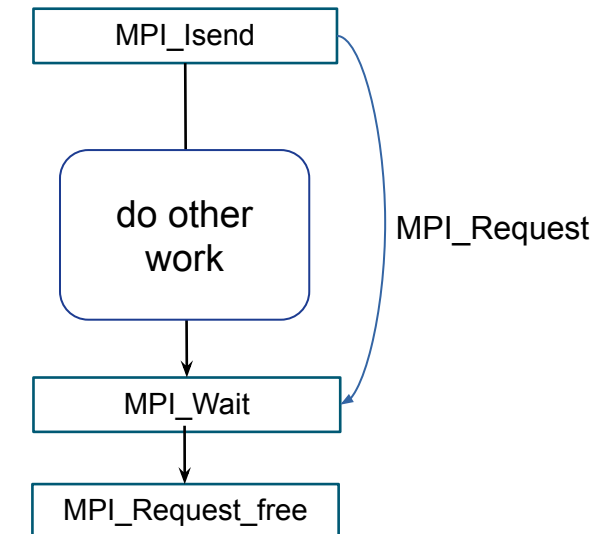 MPI_Isend
do other
work
MPI_Request
MPI_Wait
MPI_Request_free